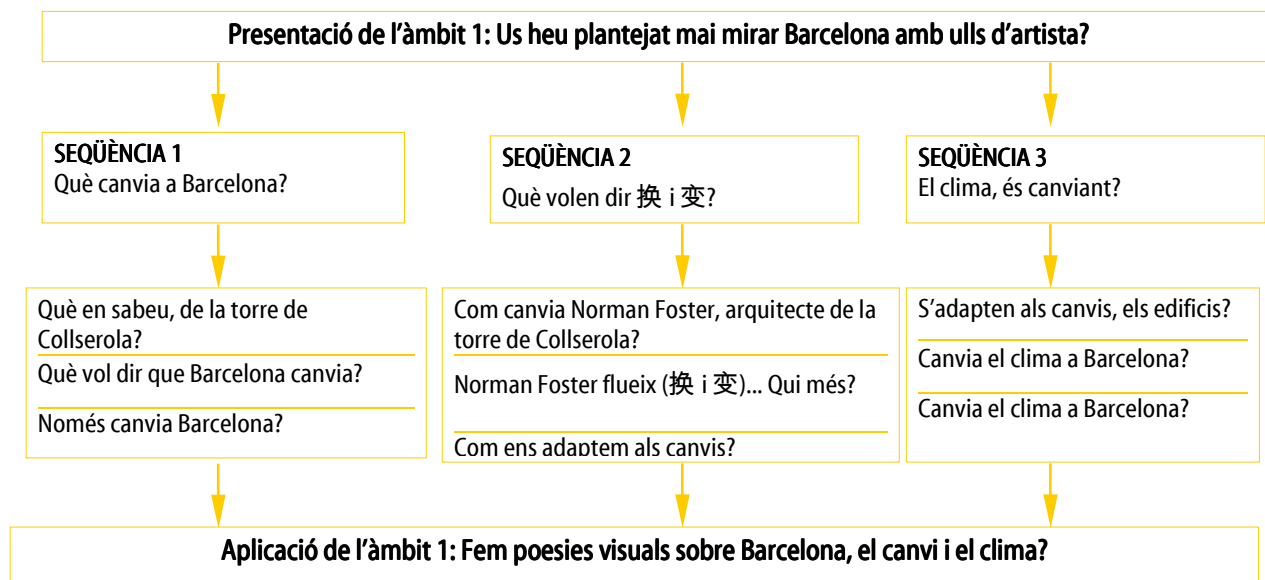 Presentació de l’àmbit 1: Us heu plantejat mai mirar Barcelona amb ulls d’artista?
SEQÜÈNCIA 1
Què canvia a Barcelona?
SEQÜÈNCIA 2
Què volen dir 换 i 变?
SEQÜÈNCIA 3
El clima, és canviant?
Què en sabeu, de la torre de
Collserola?
Què vol dir que Barcelona canvia?
Només canvia Barcelona?
Com canvia Norman Foster, arquitecte de la
torre de Collserola?
Norman Foster flueix (换 i 变)... Qui més?
Com ens adaptem als canvis?
S’adapten als canvis, els edificis?
Canvia el clima a Barcelona?
Canvia el clima a Barcelona?
Aplicació de l’àmbit 1: Fem poesies visuals sobre Barcelona, el canvi i el clima?